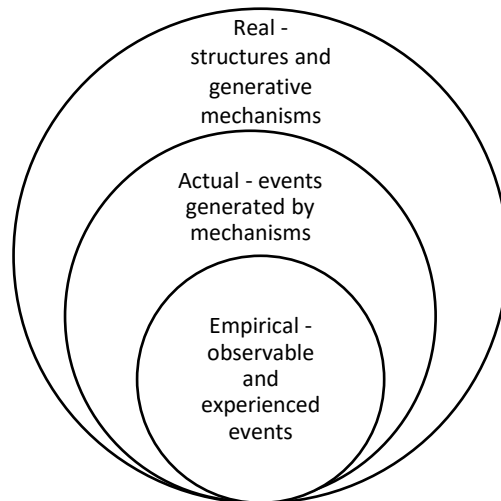 Real -
structures and
generative
mechanisms
Actual - events
generated by
mechanisms
Empirical -
observable
and
experienced
events